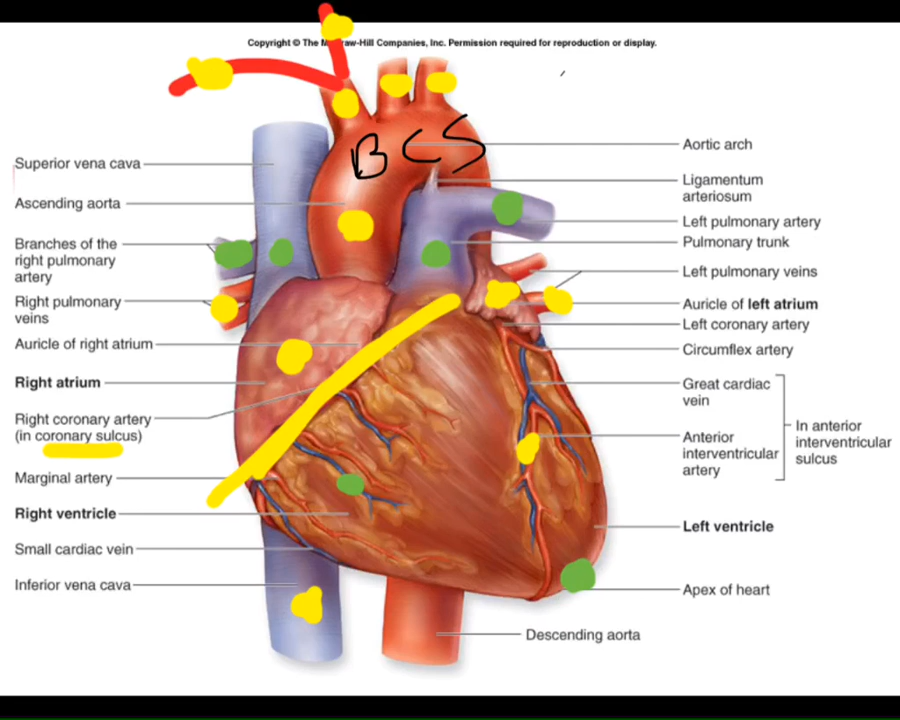 Copyright © The M raw-Hill Companies, Inc. Permission required for reproduction or display.
BCS
Superior vena cava
Ascending aorta
Branches of the
right pulmonary
artery
Right pulmonary
veins
Auricle of right atrium
Right atrium
Right coronary artery
(in coronary sulcus)
Marginal artery
Right ventricle
Small cardiac vein
Inferior vena cava
Aortic arch
Ligamentum
arteriosum
Left pulmonary artery
Pulmonary trunk
Left pulmonary veins
Auricle of left atrium
Left coronary artery
Circumflex artery
Great cardiac
vein
Anterior
interventricular
artery
In anterior
interventricular
sulcus
Left ventricle
Apex of heart
Descending aorta